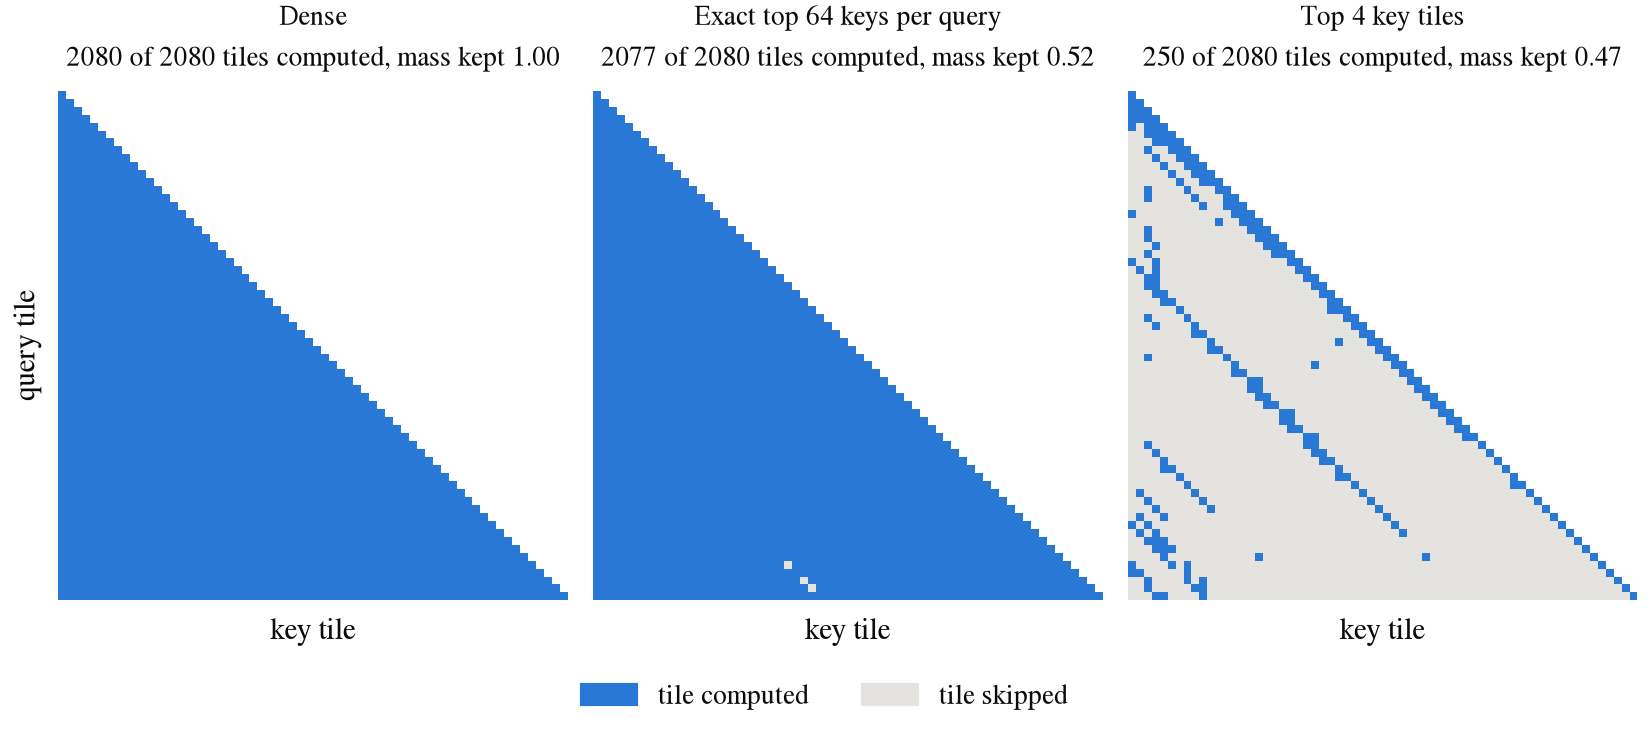 Dense
2080 of 2080 tiles computed, mass kept 1.00
Exact top 64 keys per query
2077 of 2080 tiles computed, mass kept 0.52
Top 4 key tiles
250 of 2080 tiles computed, mass kept 0.47
query tile
key tile
key tile
key tile
tile computed
tile skipped